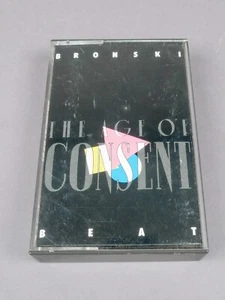 BRONSKI
THE AGE OF
CONSENT
BEAT